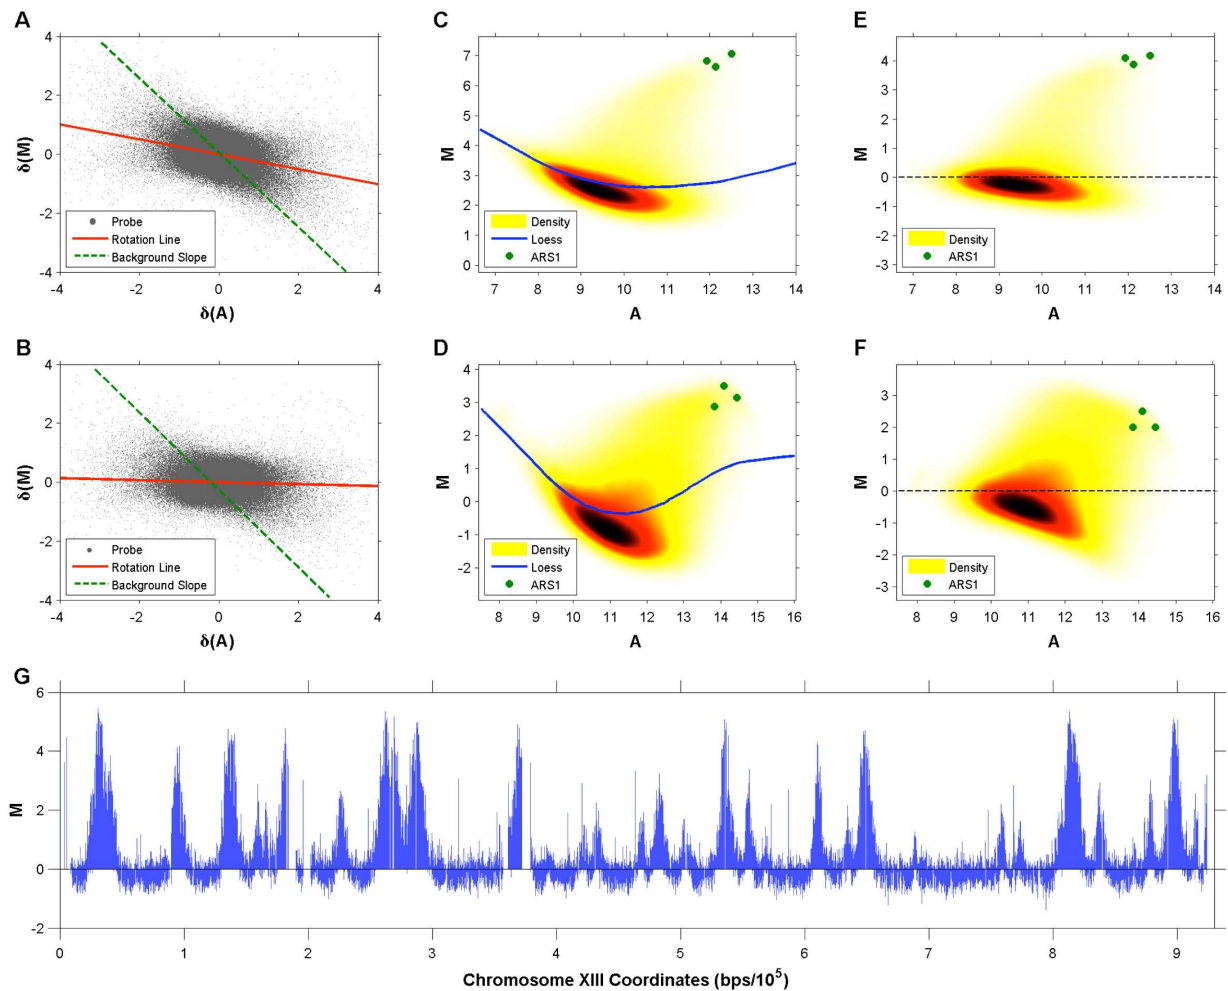 A
4
2
0
-2
-4
-4
-2
0
2
4
δ(M)
δ(A)
Probe
Rotation Line
Background Slope
C
7
6
5
4
3
2
1
0
7
8
9
10
11
12
13
14
M
A
Density
Loess
ARS1
E
4
3
2
1
0
-1
-2
-3
7
8
9
10
11
12
13
14
M
A
Density
ARS1
B
4
2
0
-2
-4
-4
-2
0
2
4
δ(M)
δ(A)
Probe
Rotation Line
Background Slope
D
4
3
2
1
0
-1
-2
8
9
10
11
12
13
14
15
16
M
A
Density
Loess
ARS1
F
3
2
1
0
-1
-2
-3
8
9
10
11
12
13
14
15
16
M
A
Density
ARS1
G
6
4
2
0
-2
M
0
1
2
3
4
5
6
7
8
9
Chromosome XIII Coordinates (bps/10⁵)